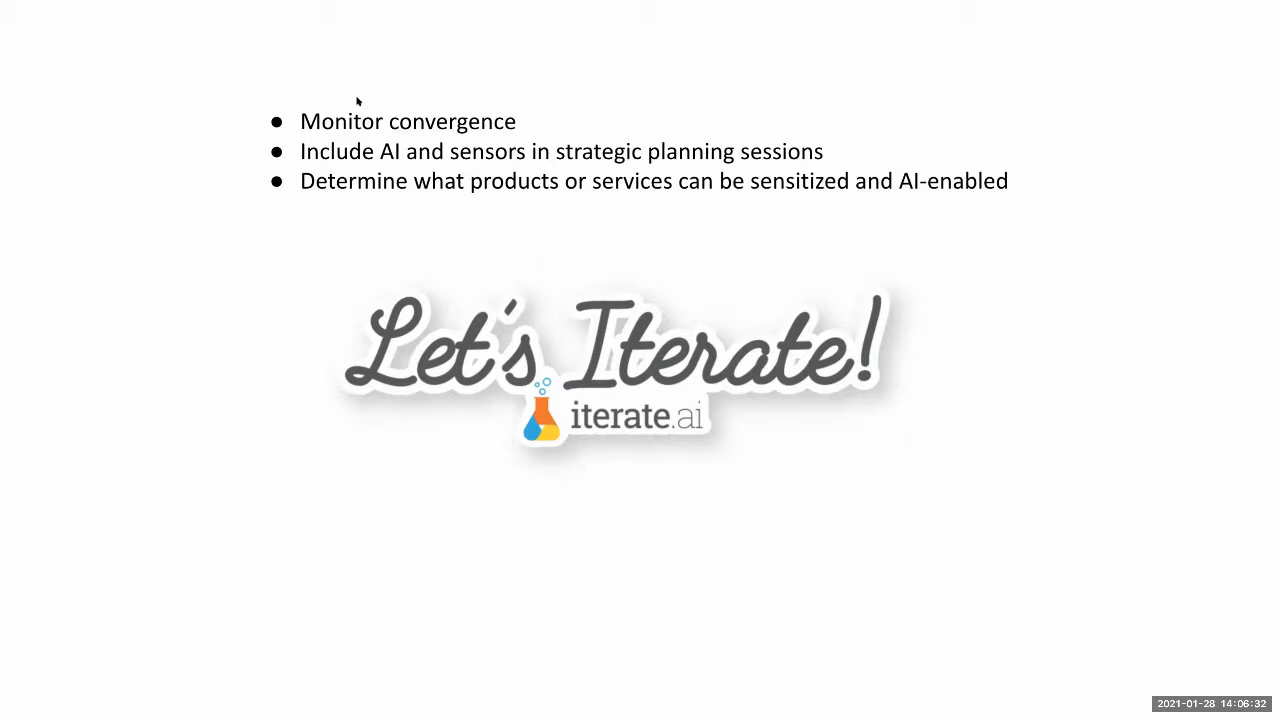 ● Monitor convergence
● Include AI and sensors in strategic planning sessions
● Determine what products or services can be sensitized and AI-enabled
Let's Iterate!
iterate.ai
2021-01-28 14:06:32